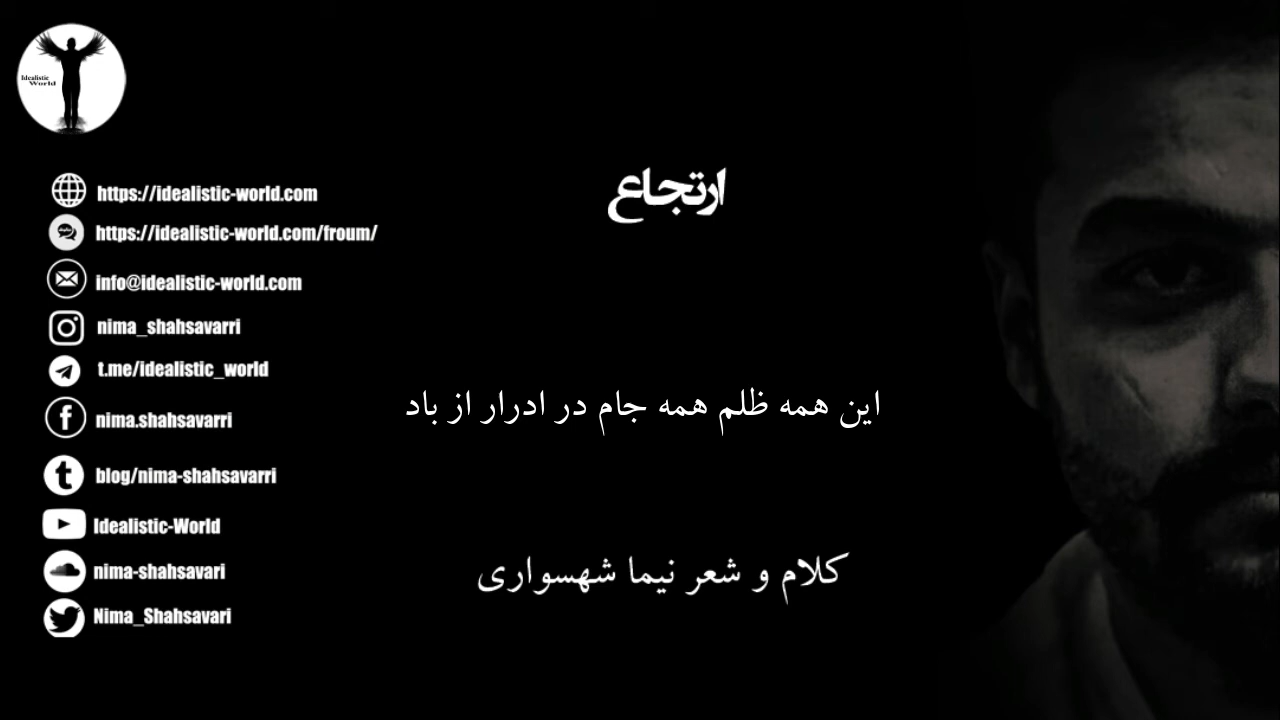 Idealistic
World
https://idealistic-world.com
https://idealistic-world.com/froum/
info@idealistic-world.com
nima_shahsavarri
t.me/idealistic_world
nima.shahsavarri
blog/nima-shahsavarri
Idealistic-World
nima-shahsavari
Nima_Shahsavari
ارتجاع
این همه ظلم همه جام در ادرار از باد
کلام و شعر نیما شهسواری